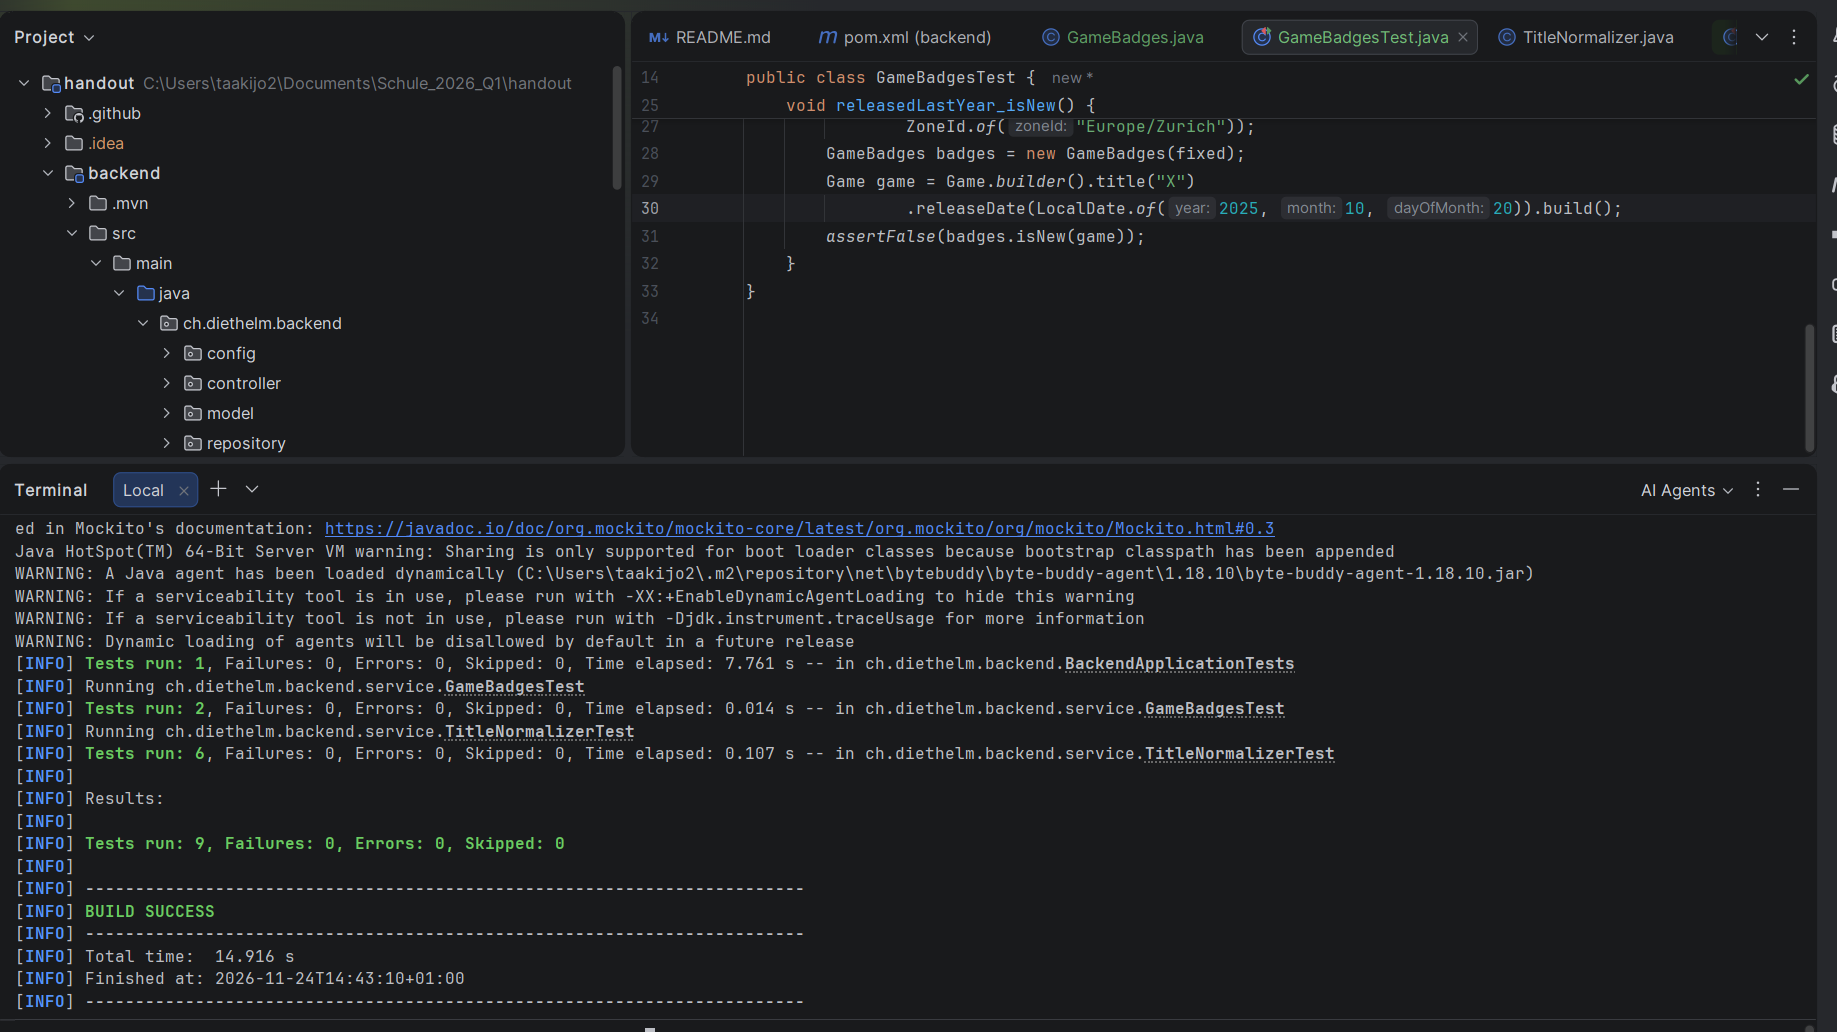 Project
handout C:\Users\taakijo2\Documents\Schule_2026_Q1\handout
.github
.idea
backend
.mvn
src
main
java
ch.diethelm.backend
config
controller
model
repository
README.md
pom.xml (backend)
GameBadges.java
GameBadgesTest.java
TitleNormalizer.java
14 public class GameBadgesTest { new *
25 void releasedLastYear_isNew() {
27 ZoneId.of( zoneId: "Europe/Zurich"));
28 GameBadges badges = new GameBadges(fixed);
29 Game game = Game.builder().title("X")
30 .releaseDate(LocalDate.of( year: 2025, month: 10, dayOfMonth: 20)).build();
31 assertFalse(badges.isNew(game));
32 }
33 }
34
Terminal Local AI Agents
ed in Mockito's documentation: https://javadoc.io/doc/org.mockito/mockito-core/latest/org.mockito/org/mockito/Mockito.html#0.3
Java HotSpot(TM) 64-Bit Server VM warning: Sharing is only supported for boot loader classes because bootstrap classpath has been appended
WARNING: A Java agent has been loaded dynamically (C:\Users\taakijo2\.m2\repository\net\bytebuddy\byte-buddy-agent\1.18.10\byte-buddy-agent-1.18.10.jar)
WARNING: If a serviceability tool is in use, please run with -XX:+EnableDynamicAgentLoading to hide this warning
WARNING: If a serviceability tool is not in use, please run with -Djdk.instrument.traceUsage for more information
WARNING: Dynamic loading of agents will be disallowed by default in a future release
[INFO] Tests run: 1, Failures: 0, Errors: 0, Skipped: 0, Time elapsed: 7.761 s -- in ch.diethelm.backend.BackendApplicationTests
[INFO] Running ch.diethelm.backend.service.GameBadgesTest
[INFO] Tests run: 2, Failures: 0, Errors: 0, Skipped: 0, Time elapsed: 0.014 s -- in ch.diethelm.backend.service.GameBadgesTest
[INFO] Running ch.diethelm.backend.service.TitleNormalizerTest
[INFO] Tests run: 6, Failures: 0, Errors: 0, Skipped: 0, Time elapsed: 0.107 s -- in ch.diethelm.backend.service.TitleNormalizerTest
[INFO]
[INFO] Results:
[INFO]
[INFO] Tests run: 9, Failures: 0, Errors: 0, Skipped: 0
[INFO]
[INFO] ------------------------------------------------------------------------
[INFO] BUILD SUCCESS
[INFO] ------------------------------------------------------------------------
[INFO] Total time:  14.916 s
[INFO] Finished at: 2026-11-24T14:43:10+01:00
[INFO] ------------------------------------------------------------------------